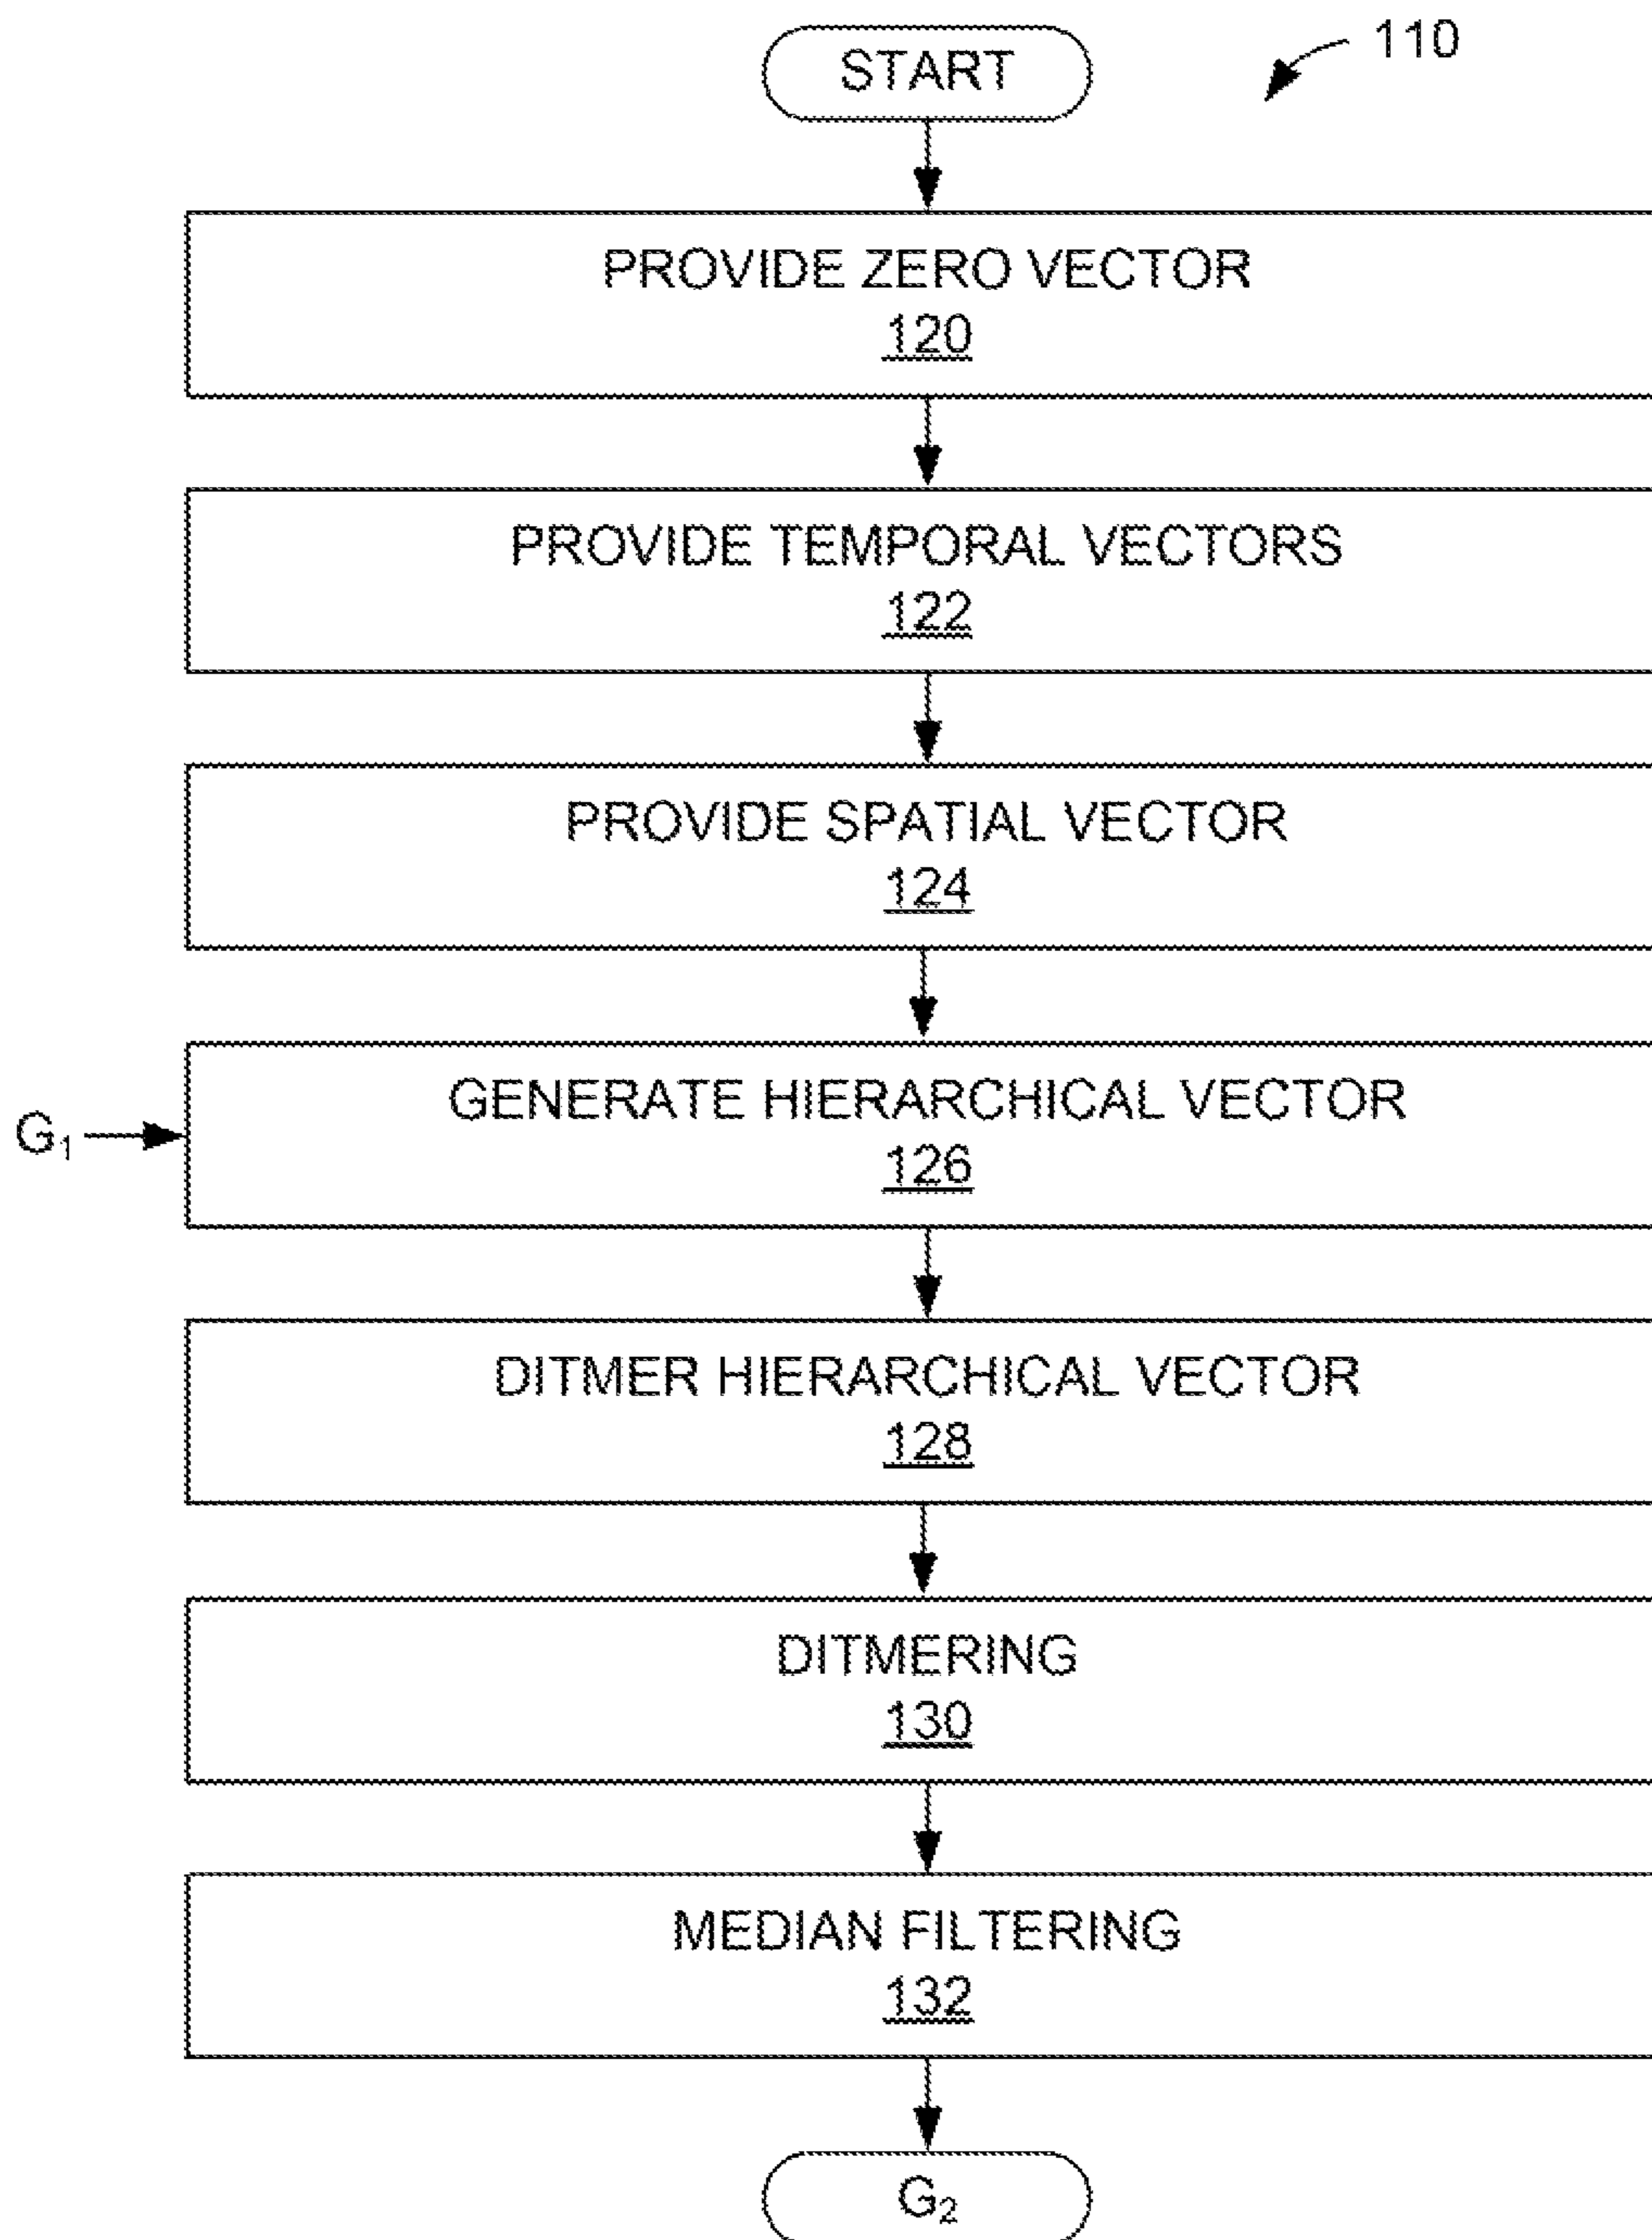 START
110
PROVIDE ZERO VECTOR
120
PROVIDE TEMPORAL VECTORS
122
PROVIDE SPATIAL VECTOR
124
G₁
GENERATE HIERARCHICAL VECTOR
126
DITMER HIERARCHICAL VECTOR
128
DITMERING
130
MEDIAN FILTERING
132
G₂